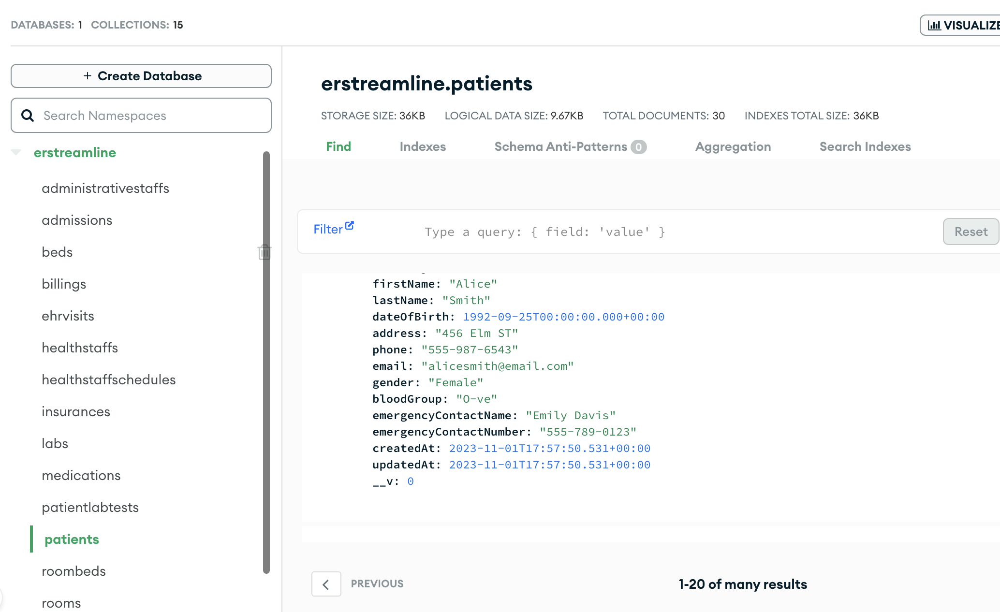 DATABASES: 1 COLLECTIONS: 15
VISUALIZE
+ Create Database
Search Namespaces
erstreamline
administrativestaffs
admissions
beds
billings
ehrvisits
healthstaffs
healthstaffschedules
insurances
labs
medications
patientlabtests
patients
roombeds
rooms
erstreamline.patients
STORAGE SIZE: 36KB LOGICAL DATA SIZE: 9.67KB TOTAL DOCUMENTS: 30 INDEXES TOTAL SIZE: 36KB
Find Indexes Schema Anti-Patterns 0 Aggregation Search Indexes
Filter Type a query: { field: 'value' } Reset
firstName: "Alice"
lastName: "Smith"
dateOfBirth: 1992-09-25T00:00:00.000+00:00
address: "456 Elm ST"
phone: "555-987-6543"
email: "alicesmith@email.com"
gender: "Female"
bloodGroup: "O-ve"
emergencyContactName: "Emily Davis"
emergencyContactNumber: "555-789-0123"
createdAt: 2023-11-01T17:57:50.531+00:00
updatedAt: 2023-11-01T17:57:50.531+00:00
__v: 0
PREVIOUS 1-20 of many results